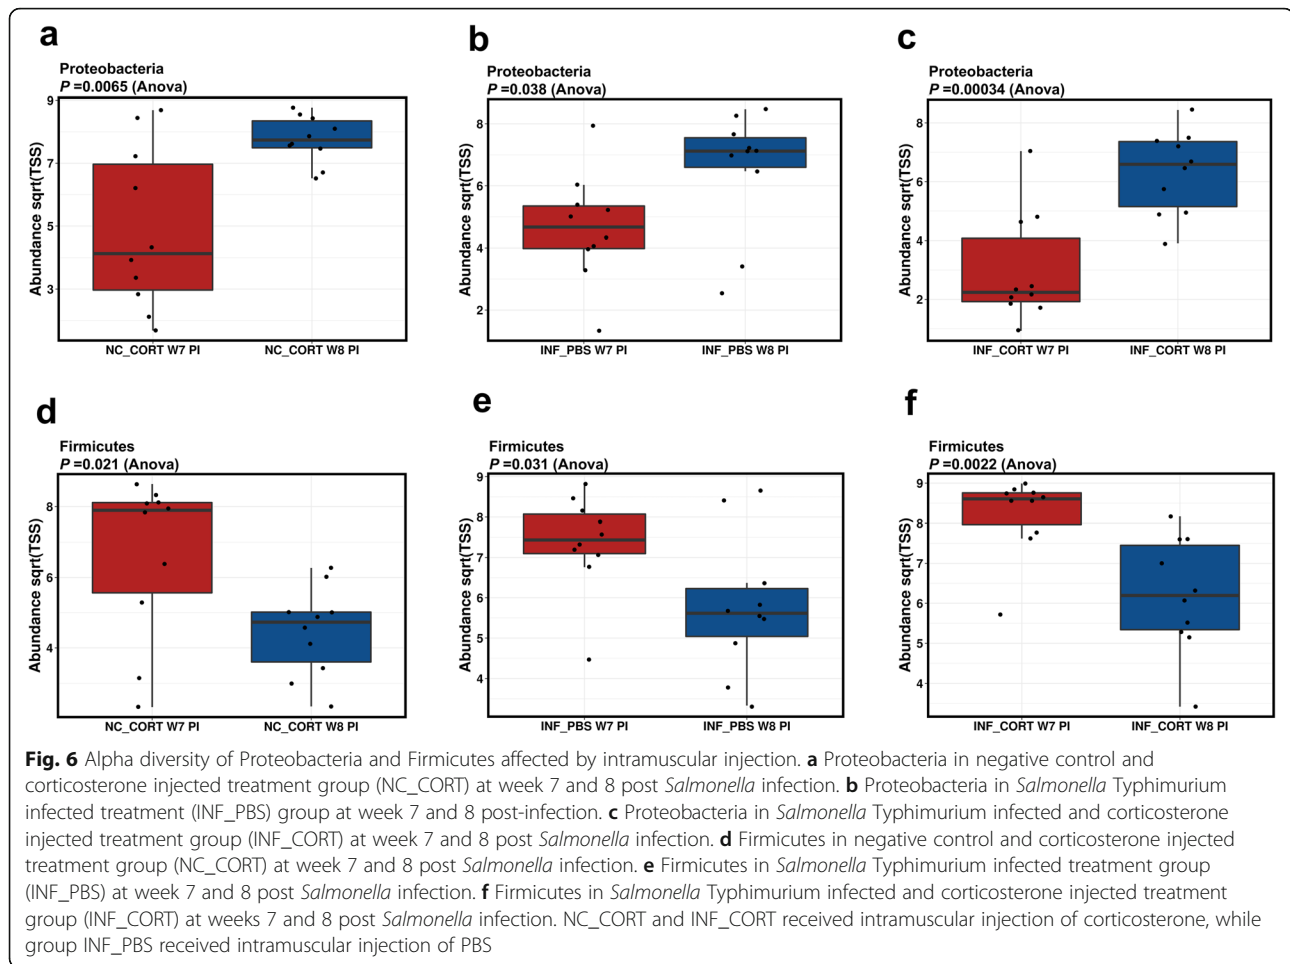 a
Proteobacteria
P =0.0065 (Anova)
Abundance sqrt(TSS)
9
7
5
3
NC_CORT W7 PI NC_CORT W8 PI
b
Proteobacteria
P =0.038 (Anova)
Abundance sqrt(TSS)
8
6
4
2
INF_PBS W7 PI INF_PBS W8 PI
c
Proteobacteria
P =0.00034 (Anova)
Abundance sqrt(TSS)
8
6
4
2
INF_CORT W7 PI INF_CORT W8 PI
d
Firmicutes
P =0.021 (Anova)
Abundance sqrt(TSS)
8
6
4
NC_CORT W7 PI NC_CORT W8 PI
e
Firmicutes
P =0.031 (Anova)
Abundance sqrt(TSS)
9
8
7
6
5
4
INF_PBS W7 PI INF_PBS W8 PI
f
Firmicutes
P =0.0022 (Anova)
Abundance sqrt(TSS)
9
8
7
6
5
4
INF_CORT W7 PI INF_CORT W8 PI
Fig. 6 Alpha diversity of Proteobacteria and Firmicutes affected by intramuscular injection. a Proteobacteria in negative control and
corticosterone injected treatment group (NC_CORT) at week 7 and 8 post Salmonella infection. b Proteobacteria in Salmonella Typhimurium
infected treatment (INF_PBS) group at week 7 and 8 post-infection. c Proteobacteria in Salmonella Typhimurium infected and corticosterone
injected treatment group (INF_CORT) at week 7 and 8 post Salmonella infection. d Firmicutes in negative control and corticosterone injected
treatment group (NC_CORT) at week 7 and 8 post Salmonella infection. e Firmicutes in Salmonella Typhimurium infected treatment group
(INF_PBS) at week 7 and 8 post Salmonella infection. f Firmicutes in Salmonella Typhimurium infected and corticosterone injected treatment
group (INF_CORT) at weeks 7 and 8 post Salmonella infection. NC_CORT and INF_CORT received intramuscular injection of corticosterone, while
group INF_PBS received intramuscular injection of PBS